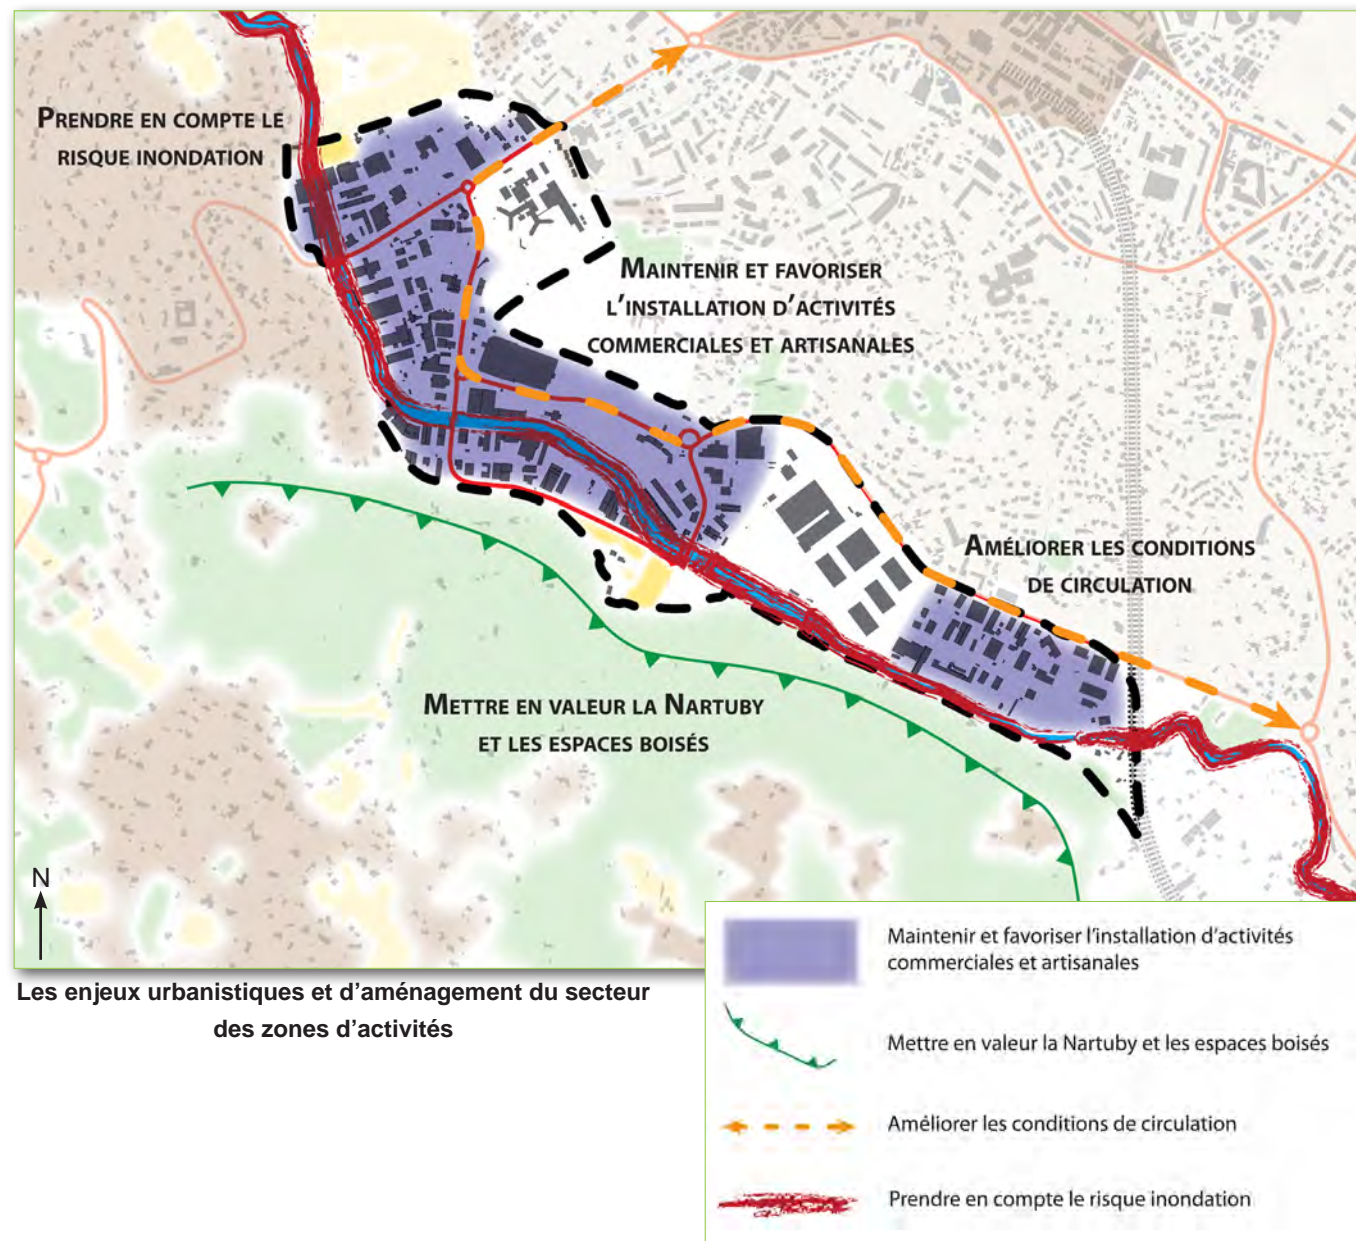 PRENDRE EN COMPTE LE
RISQUE INONDATION
MAINTENIR ET FAVORISER
L'INSTALLATION D'ACTIVITÉS
COMMERCIALES ET ARTISANALES
AMÉLIORER LES CONDITIONS
DE CIRCULATION
METTRE EN VALEUR LA NARTUBY
ET LES ESPACES BOISÉS
N
Les enjeux urbanistiques et d'aménagement du secteur
des zones d'activités
Maintenir et favoriser l'installation d'activités
commerciales et artisanales
Mettre en valeur la Nartuby et les espaces boisés
Améliorer les conditions de circulation
Prendre en compte le risque inondation